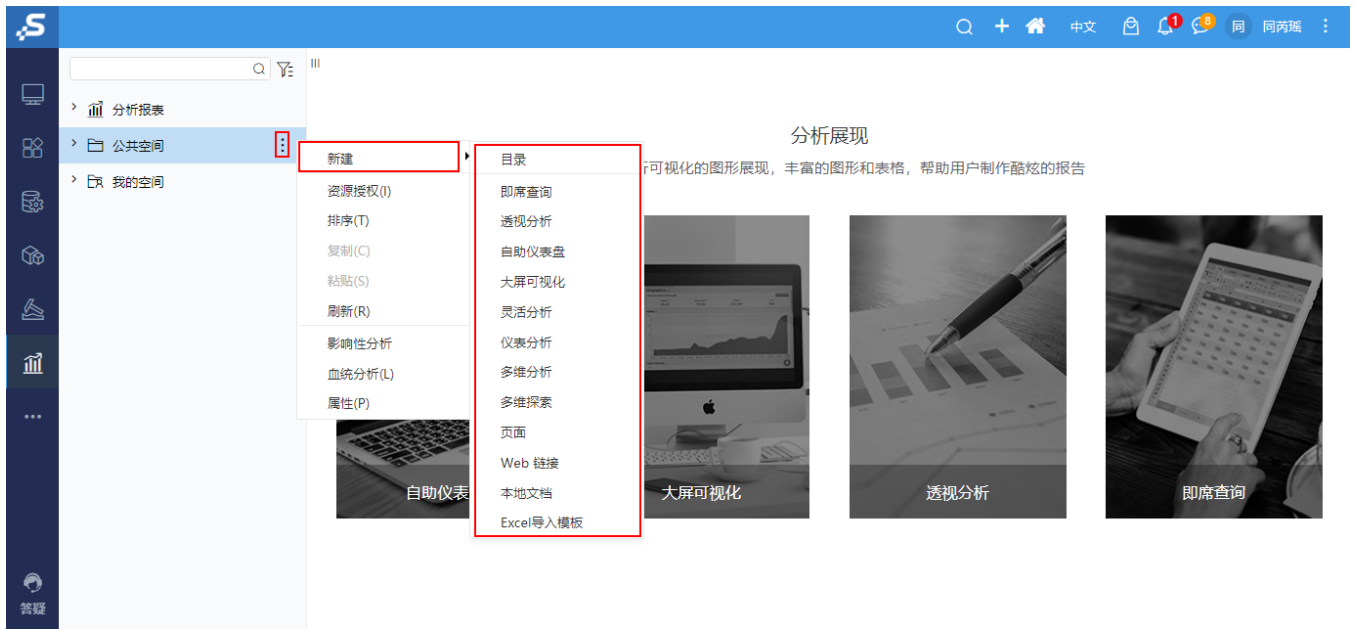 1
8
中文
同
同芮瑶
分析报表
公共空间
我的空间
答疑
新建
资源授权(I)
排序(T)
复制(C)
粘贴(S)
刷新(R)
影响性分析
血统分析(L)
属性(P)
目录
即席查询
透视分析
自助仪表盘
大屏可视化
灵活分析
仪表分析
多维分析
多维探索
页面
Web 链接
本地文档
Excel导入模板
分析展现
可视化的图形展现，丰富的图形和表格，帮助用户制作酷炫的报告
自助仪表
大屏可视化
透视分析
即席查询